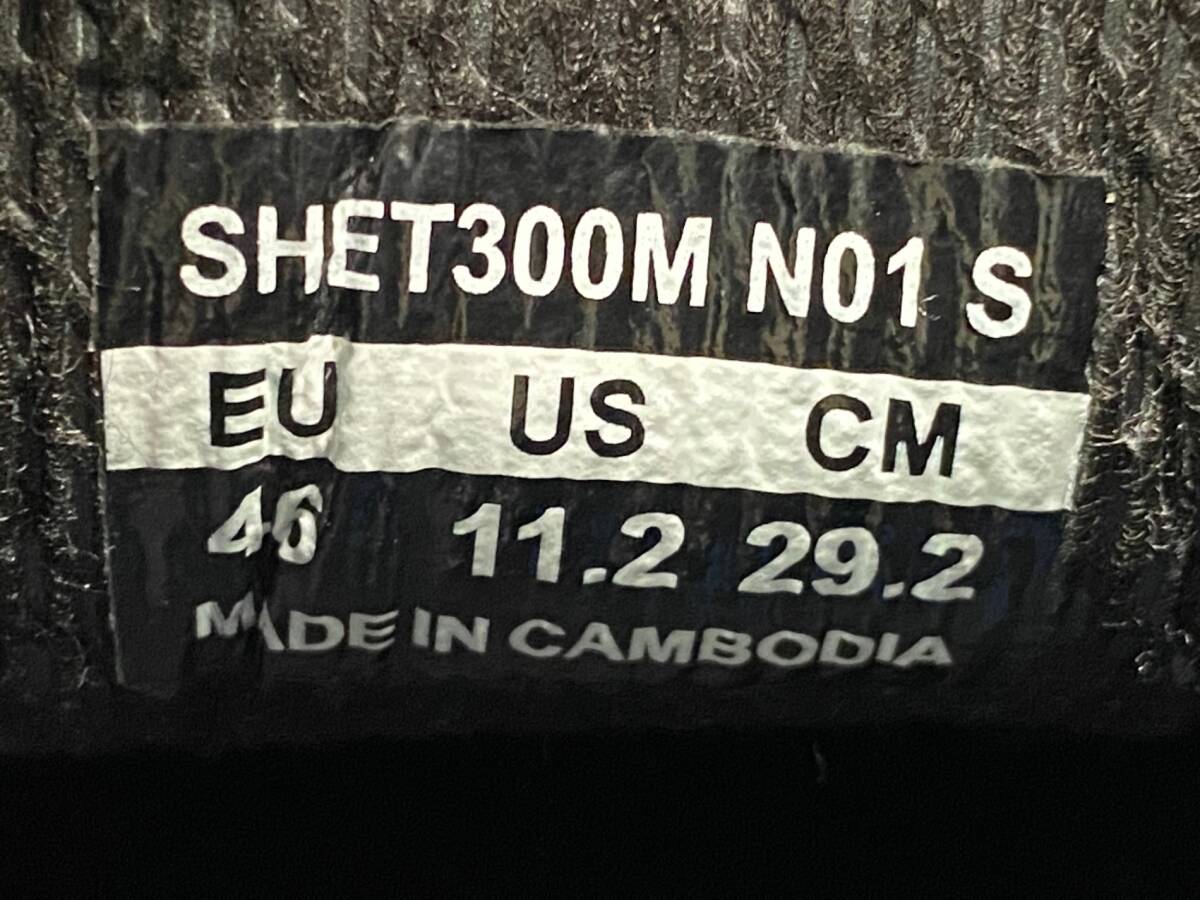 SHET300M N01 S
EU US CM
46 11.2 29.2
MADE IN CAMBODIA